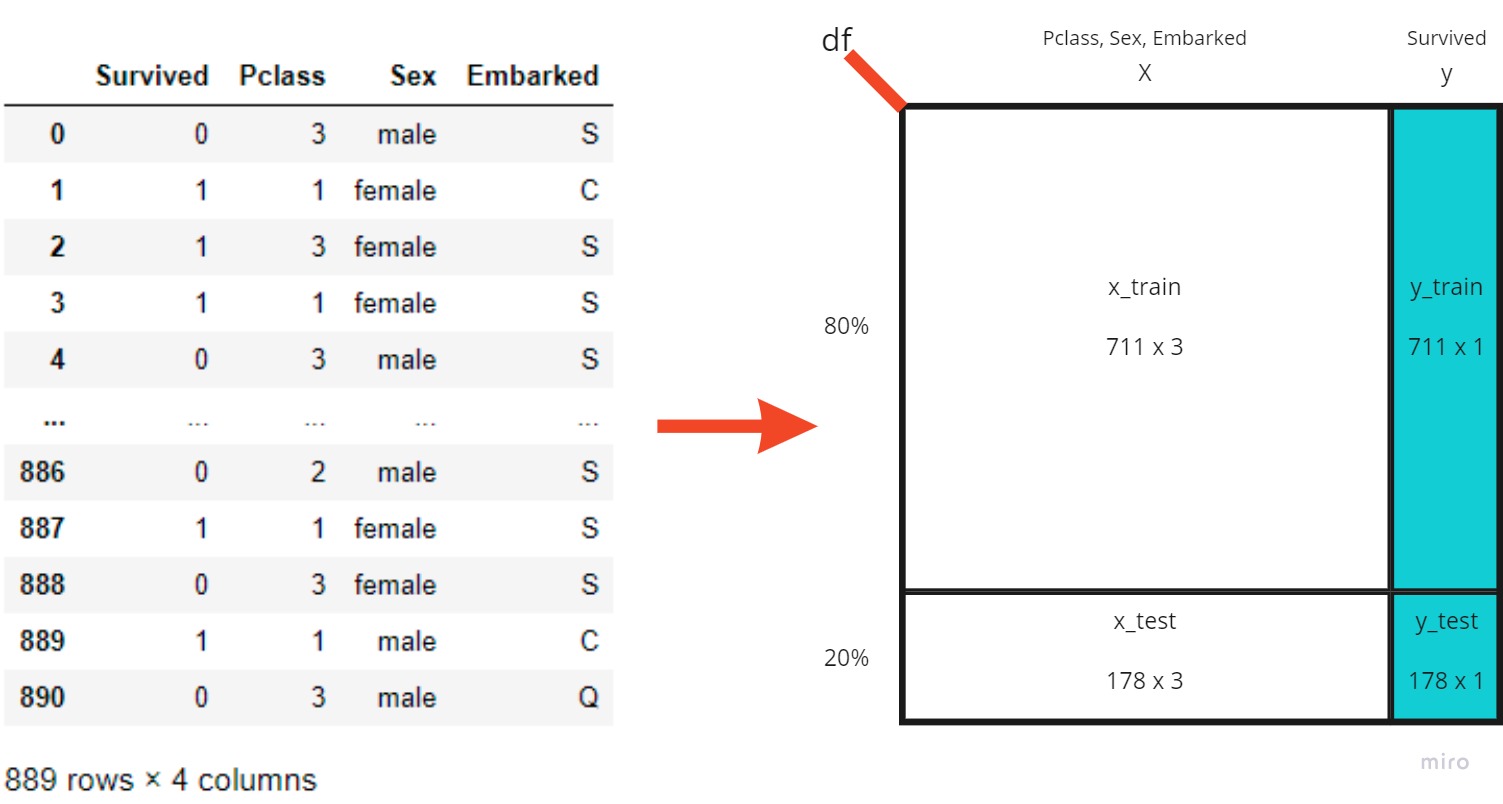 Survived Pclass Sex Embarked
0 0 3 male S
1 1 1 female C
2 1 3 female S
3 1 1 female S
4 0 3 male S
... ... ... ... ...
886 0 2 male S
887 1 1 female S
888 0 3 female S
889 1 1 male C
890 0 3 male Q
889 rows × 4 columns
df
Pclass, Sex, Embarked
X
Survived
y
80%
x_train
711 x 3
y_train
711 x 1
20%
x_test
178 x 3
y_test
178 x 1
miro